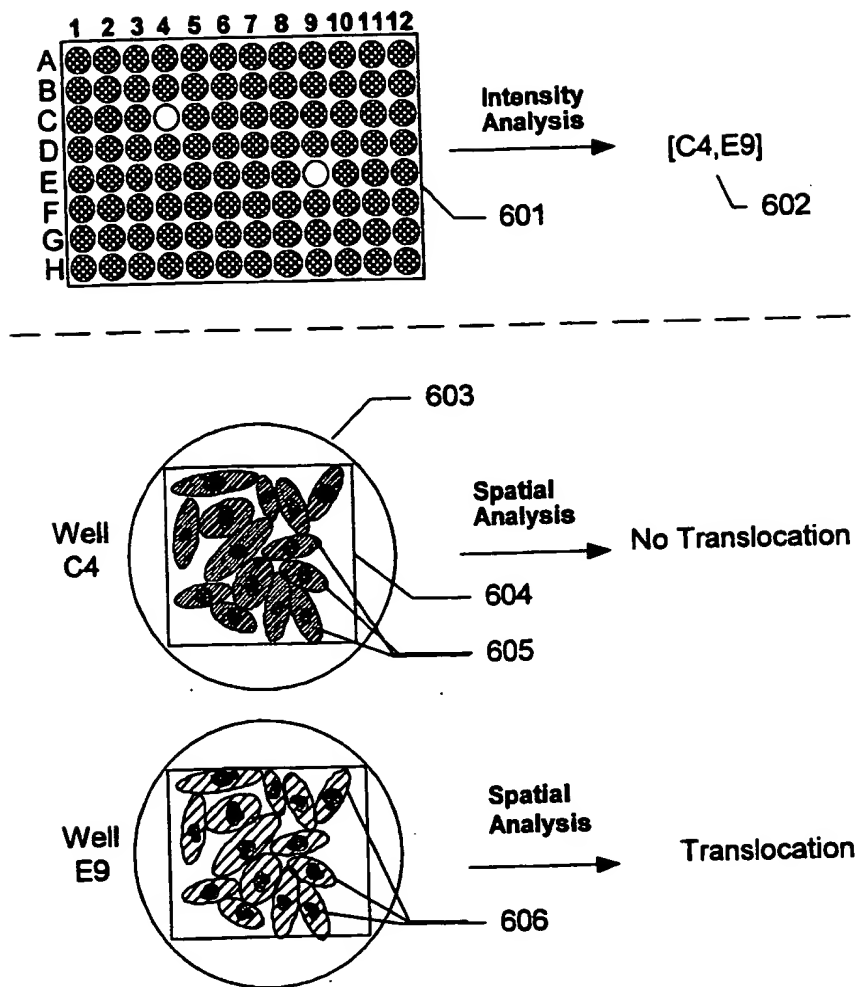 1 2 3 4 5 6 7 8 9 10 11 12
A
B
C
D
E
F
G
H
Intensity
Analysis
[C4,E9]
601
602
603
Well
C4
Spatial
Analysis
No Translocation
604
605
Well
E9
Spatial
Analysis
Translocation
606